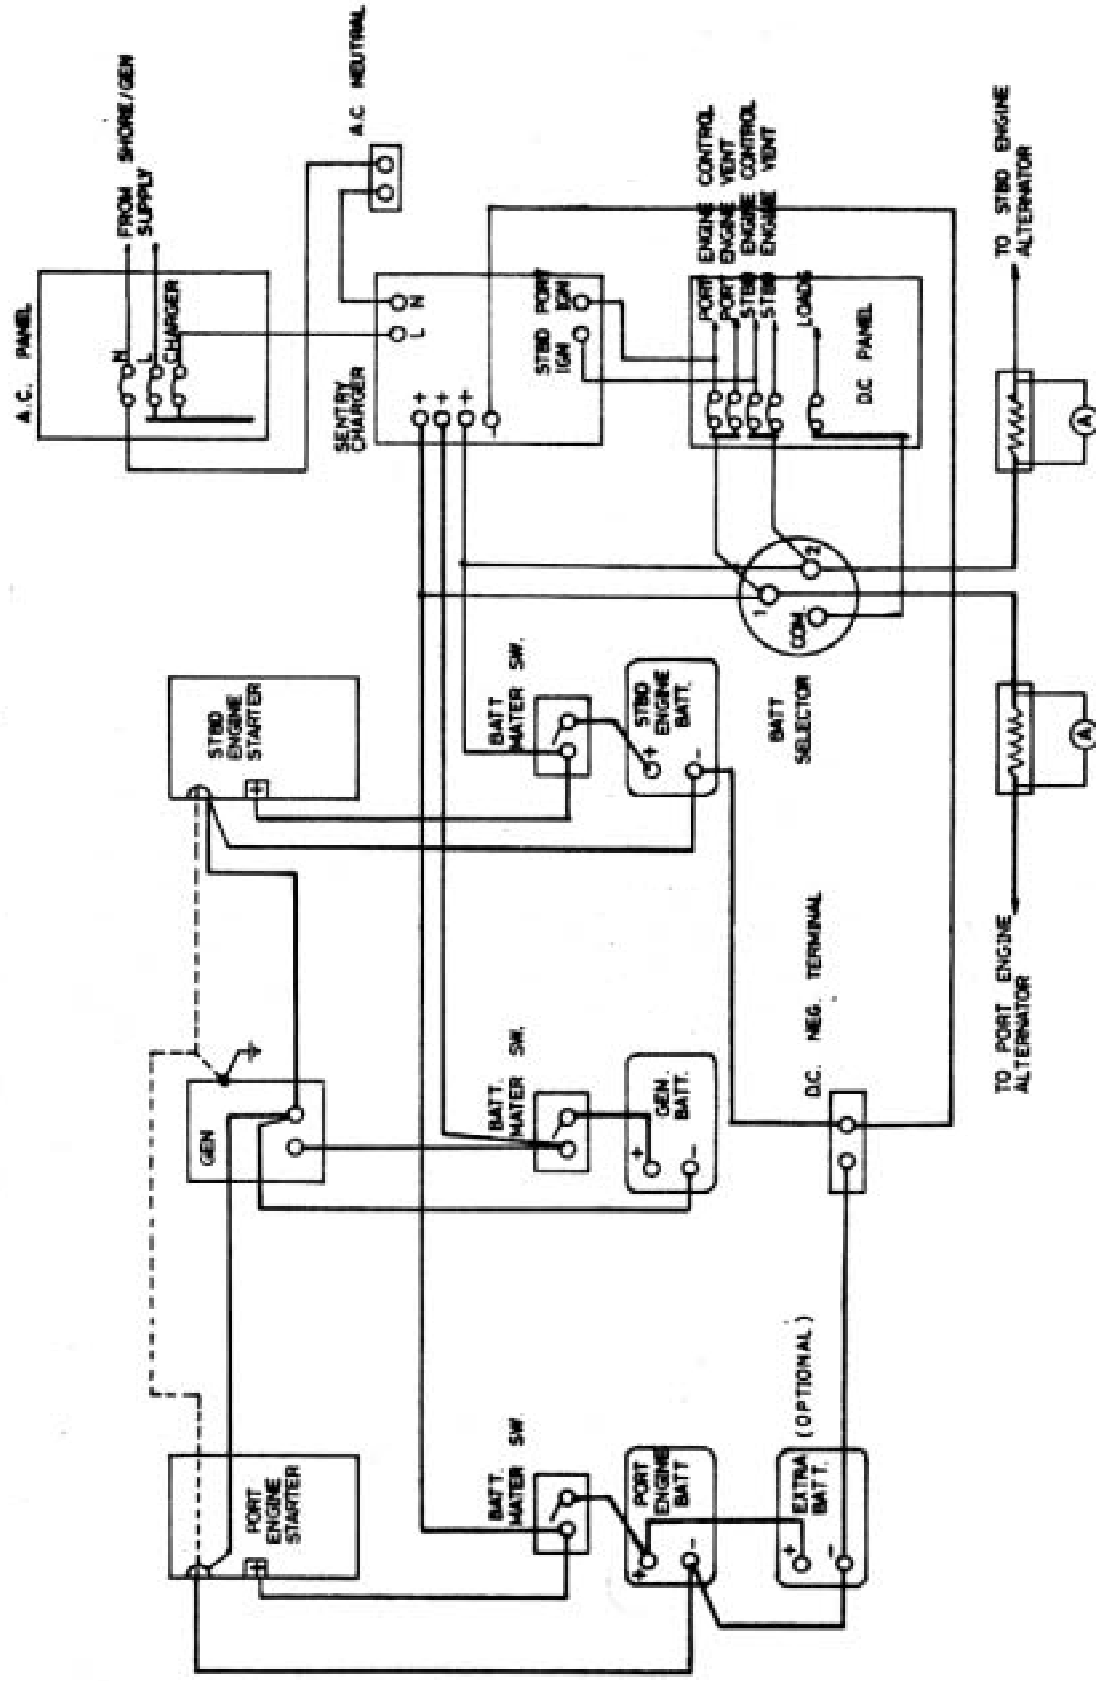 A.C. PANEL
FROM SHORE/GEN
SUPPLY
N
L
CHARGER
A.C. NEUTRAL
SENTRY
CHARGER
L
N
+
+
+
-
STBD
IGN
PORT
IGN
PORT ENGINE CONTROL
PORT ENGINE VENT
STBD ENGINE CONTROL
STBD ENGINE VENT
LOADS
D.C. PANEL
TO STBD ENGINE
ALTERNATOR
A
STBD
ENGINE
STARTER
+
BATT
MATER SW.
STBD
ENGINE
BATT.
+
-
1
2
COM.
BATT
SELECTOR
A
TO PORT ENGINE
ALTERNATOR
GEN
BATT.
MATER SW.
GEN.
BATT.
+
-
D.C. NEG. TERMINAL
PORT
ENGINE
STARTER
+
BATT.
MATER SW.
PORT
ENGINE
BATT
+
-
EXTRA
BATT.
(OPTIONAL)
+
-